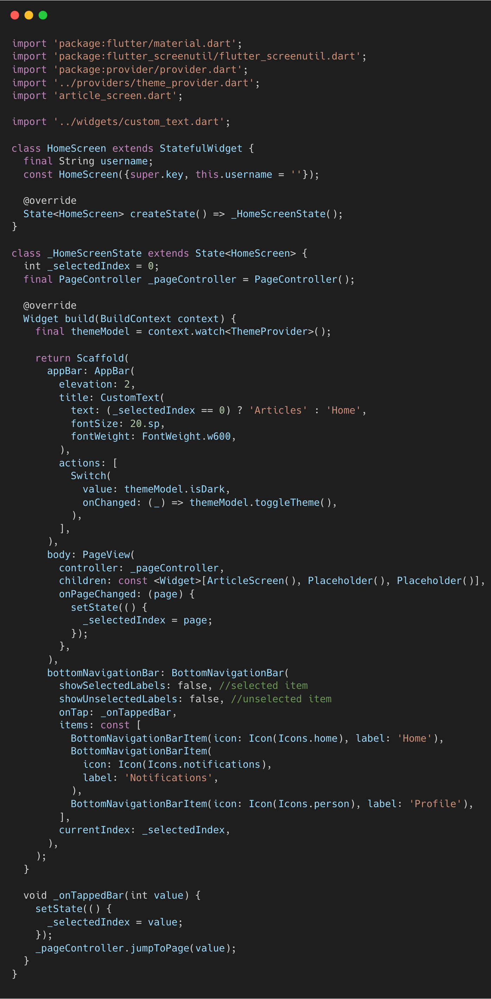 import 'package:flutter/material.dart';
import 'package:flutter_screenutil/flutter_screenutil.dart';
import 'package:provider/provider.dart';
import '../providers/theme_provider.dart';
import 'article_screen.dart';

import '../widgets/custom_text.dart';

class HomeScreen extends StatefulWidget {
  final String username;
  const HomeScreen({super.key, this.username = ''});

  @override
  State<HomeScreen> createState() => _HomeScreenState();
}

class _HomeScreenState extends State<HomeScreen> {
  int _selectedIndex = 0;
  final PageController _pageController = PageController();

  @override
  Widget build(BuildContext context) {
    final themeModel = context.watch<ThemeProvider>();

    return Scaffold(
      appBar: AppBar(
        elevation: 2,
        title: CustomText(
          text: (_selectedIndex == 0) ? 'Articles' : 'Home',
          fontSize: 20.sp,
          fontWeight: FontWeight.w600,
        ),
        actions: [
          Switch(
            value: themeModel.isDark,
            onChanged: (_) => themeModel.toggleTheme(),
          ),
        ],
      ),
      body: PageView(
        controller: _pageController,
        children: const <Widget>[ArticleScreen(), Placeholder(), Placeholder()],
        onPageChanged: (page) {
          setState(() {
            _selectedIndex = page;
          });
        },
      ),
      bottomNavigationBar: BottomNavigationBar(
        showSelectedLabels: false, //selected item
        showUnselectedLabels: false, //unselected item
        onTap: _onTappedBar,
        items: const [
          BottomNavigationBarItem(icon: Icon(Icons.home), label: 'Home'),
          BottomNavigationBarItem(
            icon: Icon(Icons.notifications),
            label: 'Notifications',
          ),
          BottomNavigationBarItem(icon: Icon(Icons.person), label: 'Profile'),
        ],
        currentIndex: _selectedIndex,
      ),
    );
  }

  void _onTappedBar(int value) {
    setState(() {
      _selectedIndex = value;
    });
    _pageController.jumpToPage(value);
  }
}